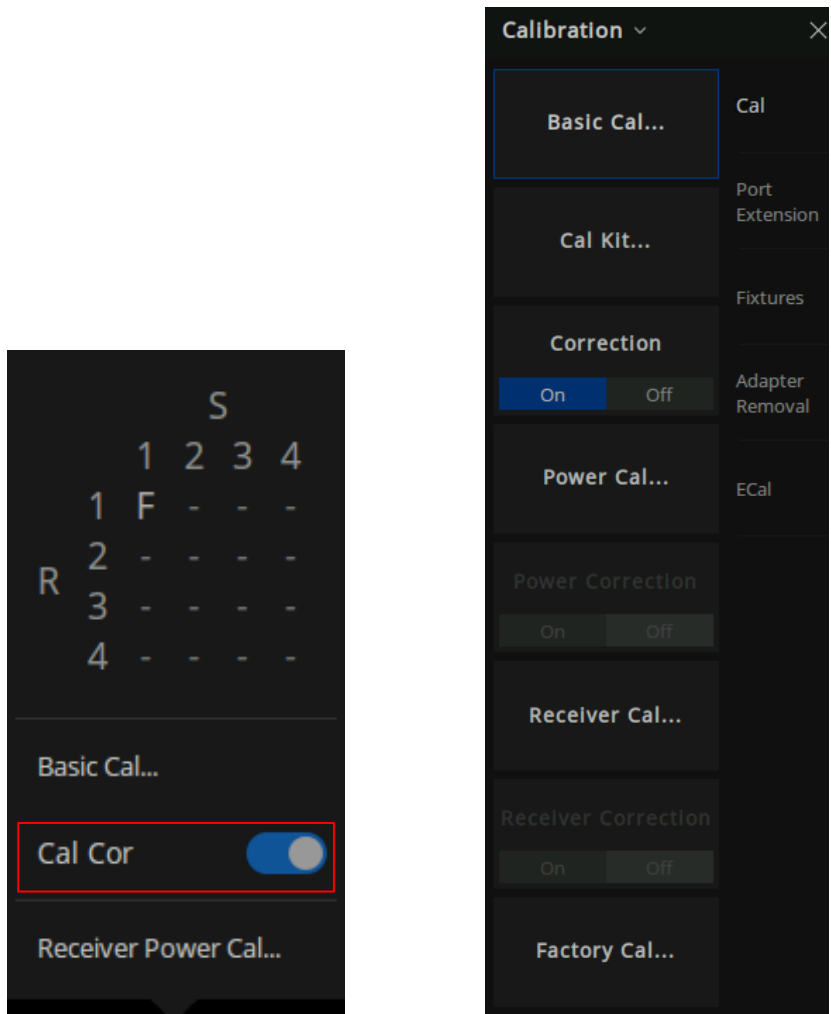 S
1 2 3 4
1 F - - -
2 - - - -
R
3 - - - -
4 - - - -
Basic Cal...
Cal Cor
Receiver Power Cal...
Calibration
Basic Cal...
Cal Kit...
Correction
On Off
Power Cal...
Power Correction
On Off
Receiver Cal...
Receiver Correction
On Off
Factory Cal...
Cal
Port
Extension
Fixtures
Adapter
Removal
ECal